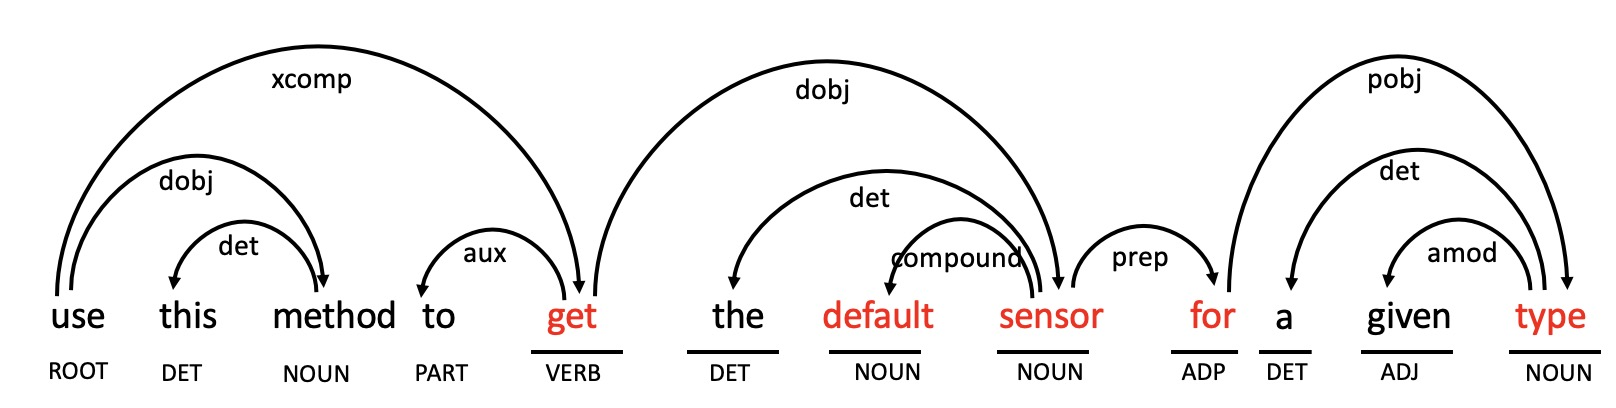 xcomp
dobj
pobj
dobj
det
det
det
aux
compound
prep
amod
use this method to get the default sensor for a given type
ROOT DET NOUN PART VERB DET NOUN NOUN ADP DET ADJ NOUN